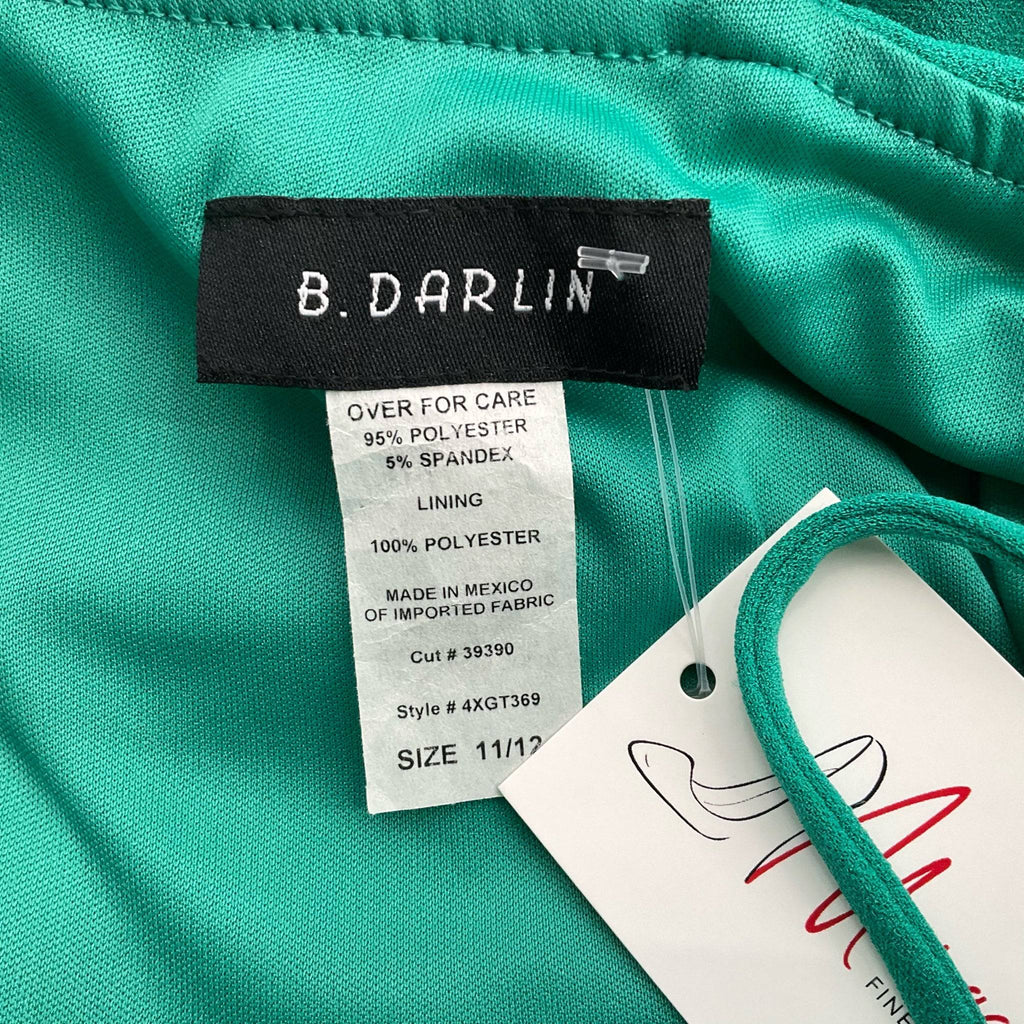 B. DARLIN
OVER FOR CARE
95% POLYESTER
5% SPANDEX
LINING
100% POLYESTER
MADE IN MEXICO
OF IMPORTED FABRIC
Cut # 39390
Style # 4XGT369
SIZE 11/12